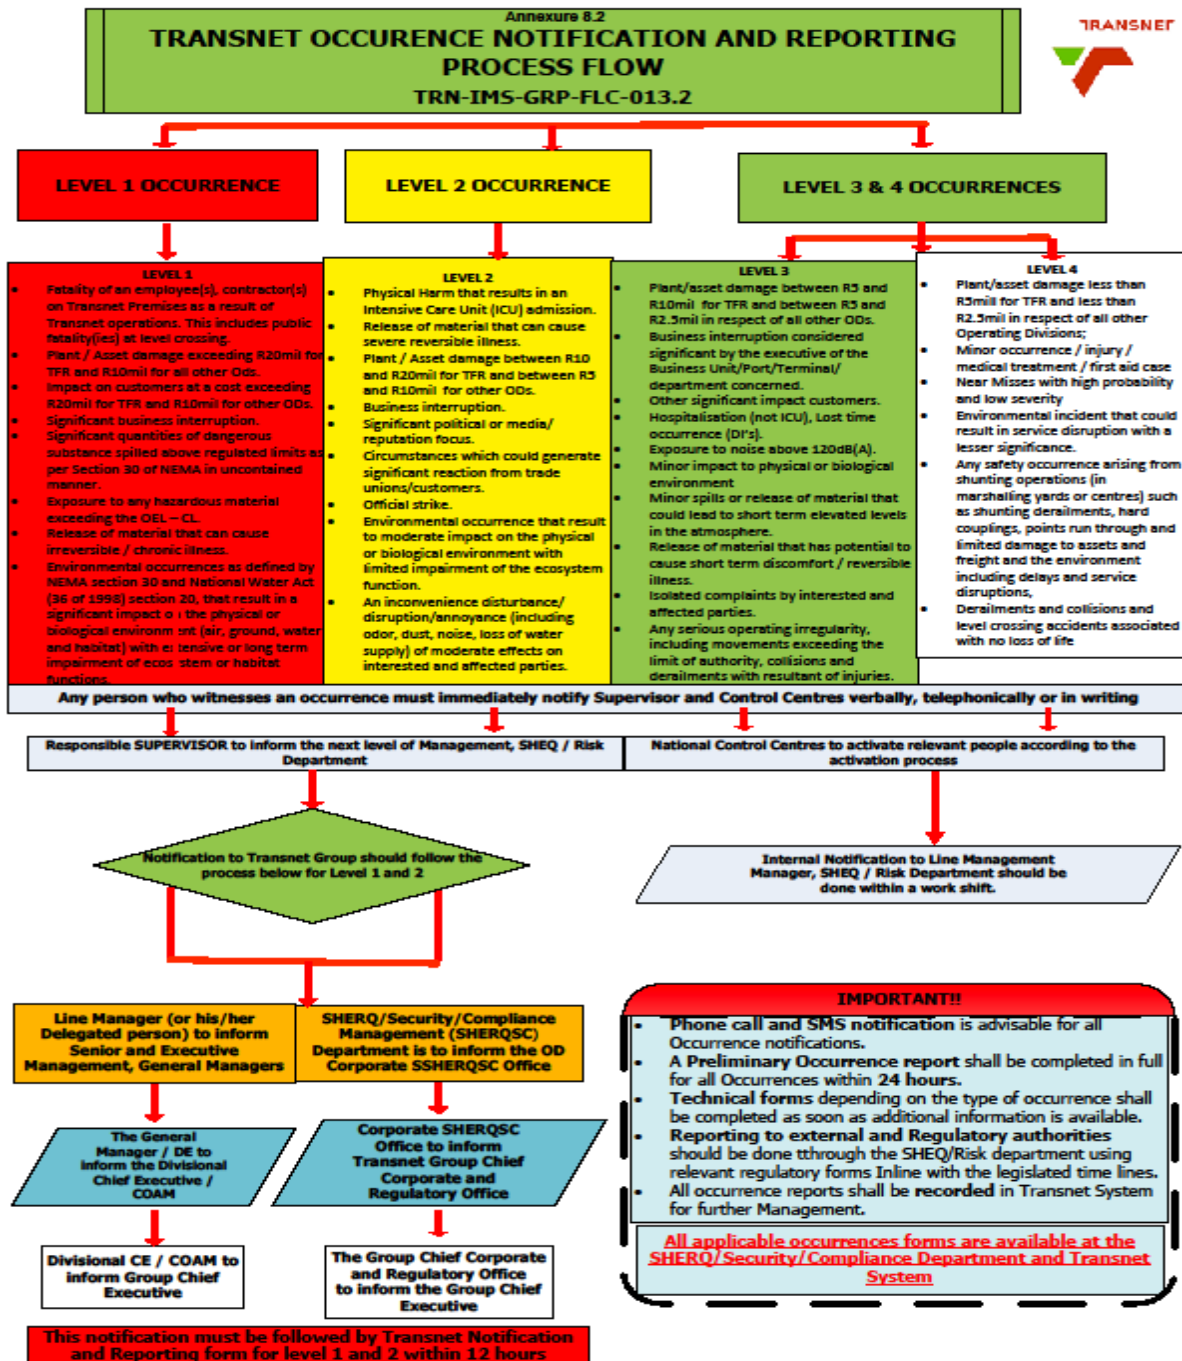 Annexure 8.2
TRANSNET OCCURENCE NOTIFICATION AND REPORTING
PROCESS FLOW
TRN-IMS-GRP-FLC-013.2
TRANSNET
LEVEL 1 OCCURRENCE
LEVEL 2 OCCURRENCE
LEVEL 3 & 4 OCCURRENCES
LEVEL 1
• Fatality of an employee(s), contractor(s)
on Transnet Premises as a result of
Transnet operations. This includes public
fatality(ies) at level crossing.
• Plant / Asset damage exceeding R20mil for
TFR and R10mil for all other Ods.
• Impact on customers at a cost exceeding
R20mil for TFR and R10mil for other ODs.
• Significant business interruption.
• Significant quantities of dangerous
substance spilled above regulated limits as
per Section 30 of NEMA in uncontained
manner.
• Exposure to any hazardous material
exceeding the OEL – CL.
• Release of material that can cause
irreversible / chronic illness.
• Environmental occurrences as defined by
NEMA section 30 and National Water Act
(36 of 1998) section 20, that result in a
significant impact on the physical or
biological environment (air, ground, water
and habitat) with extensive or long term
impairment of ecosystem or habitat
functions.
LEVEL 2
• Physical Harm that results in an
Intensive Care Unit (ICU) admission.
• Release of material that can cause
severe reversible illness.
• Plant / Asset damage between R10
and R20mil for TFR and between R5
and R10mil for other ODs.
• Business interruption.
• Significant political or media/
reputation focus.
• Circumstances which could generate
significant reaction from trade
unions/customers.
• Official strike.
• Environmental occurrence that result
to moderate impact on the physical
or biological environment with
limited impairment of the ecosystem
function.
• An inconvenience disturbance/
disruption/annoyance (including
odor, dust, noise, loss of water
supply) of moderate effects on
interested and affected parties.
LEVEL 3
• Plant/asset damage between R5 and
R10mil for TFR and between R5 and
R2.5mil in respect of all other ODs.
• Business interruption considered
significant by the executive of the
Business Unit/Port/Terminal/
department concerned.
• Other significant impact customers.
• Hospitalisation (not ICU), Lost time
occurrence (DI's).
• Exposure to noise above 120dB(A).
• Minor impact to physical or biological
environment
• Minor spills or release of material that
could lead to short term elevated levels
in the atmosphere.
• Release of material that has potential to
cause short term discomfort / reversible
illness.
• Isolated complaints by interested and
affected parties.
• Any serious operating irregularity,
including movements exceeding the
limit of authority, collisions and
derailments with resultant of injuries.
LEVEL 4
• Plant/asset damage less than
R5mill for TFR and less than
R2.5mil in respect of all other
Operating Divisions;
• Minor occurrence / injury /
medical treatment / first aid case
• Near Misses with high probability
and low severity
• Environmental incident that could
result in service disruption with a
lesser significance.
• Any safety occurrence arising from
shunting operations (in
marshalling yards or centres) such
as shunting derailments, hard
couplings, points run through and
limited damage to assets and
freight and the environment
including delays and service
disruptions,
• Derailments and collisions and
level crossing accidents associated
with no loss of life
Any person who witnesses an occurrence must immediately notify Supervisor and Control Centres verbally, telephonically or in writing
Responsible SUPERVISOR to inform the next level of Management, SHEQ / Risk
Department
National Control Centres to activate relevant people according to the
activation process
Notification to Transnet Group should follow the
process below for Level 1 and 2
Internal Notification to Line Management
Manager, SHEQ / Risk Department should be
done within a work shift.
Line Manager (or his/her
Delegated person) to inform
Senior and Executive
Management, General Managers
SHERQ/Security/Compliance
Management (SHERQSC)
Department is to inform the OD
Corporate SSHERQSC Office
The General
Manager / DE to
inform the Divisional
Chief Executive /
COAM
Corporate SHERQSC
Office to inform
Transnet Group Chief
Corporate and
Regulatory Office
Divisional CE / COAM to
inform Group Chief
Executive
The Group Chief Corporate
and Regulatory Office
to inform the Group Chief
Executive
This notification must be followed by Transnet Notification
and Reporting form for level 1 and 2 within 12 hours
IMPORTANT!!
• Phone call and SMS notification is advisable for all
Occurrence notifications.
• A Preliminary Occurrence report shall be completed in full
for all Occurrences within 24 hours.
• Technical forms depending on the type of occurrence shall
be completed as soon as additional information is available.
• Reporting to external and Regulatory authorities
should be done tthrough the SHEQ/Risk department using
relevant regulatory forms Inline with the legislated time lines.
• All occurrence reports shall be recorded in Transnet System
for further Management.
All applicable occurrences forms are available at the
SHERQ/Security/Compliance Department and Transnet
System